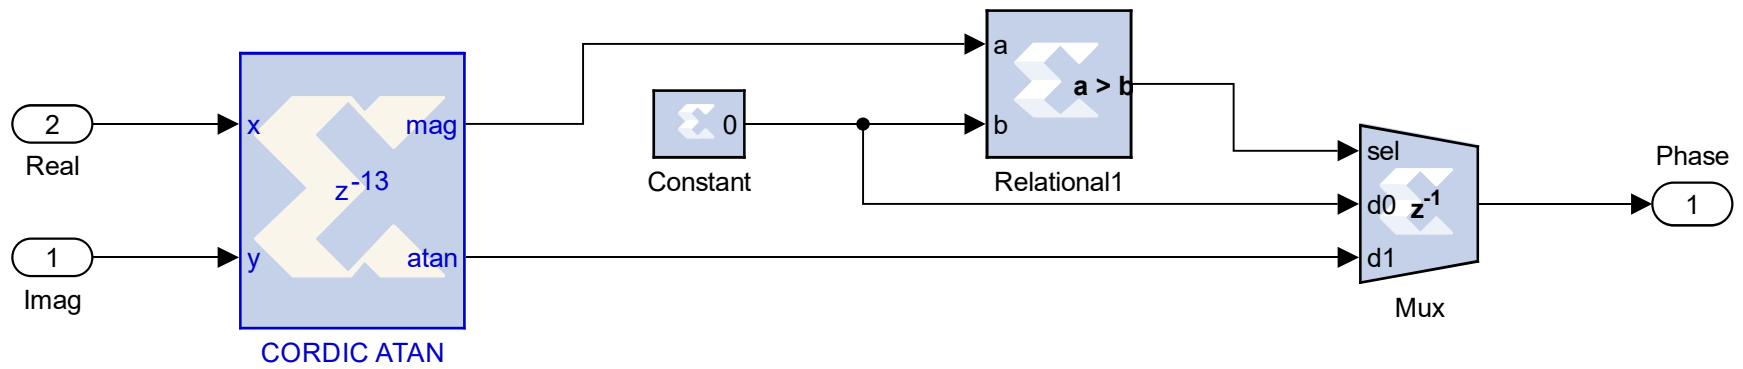 2
Real
1
Imag
x
y
z-13
mag
atan
CORDIC ATAN
0
Constant
a
b
a > b
Relational1
sel
d0
d1
z-1
Mux
Phase
1